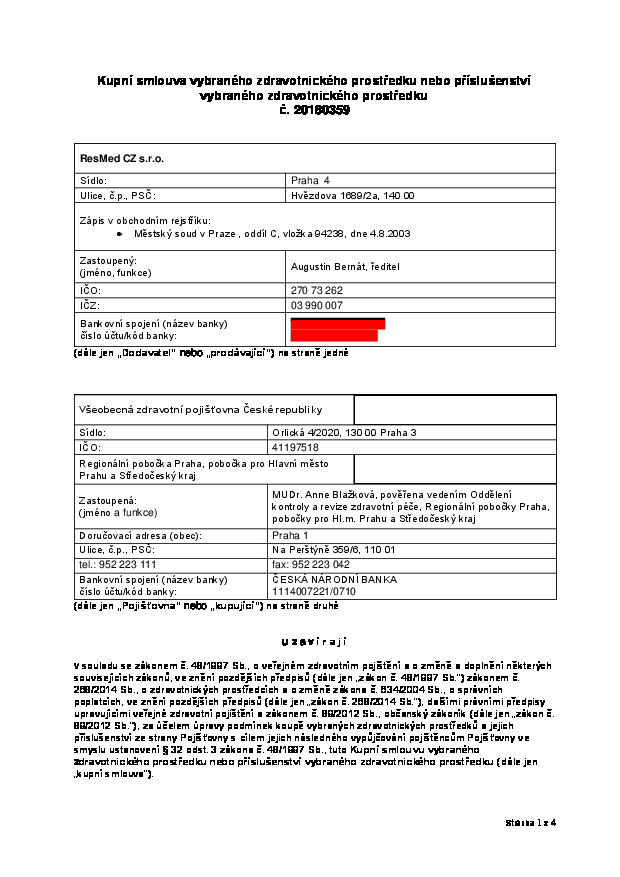 Kupní smlouva vybraného zdravotnického prostředku nebo příslušenství
vybraného zdravotnického prostředku
č. 20180359
ResMed CZ s.r.o.
Sídlo: Praha 4
Ulice, č.p., PSČ: Hvězdova 1689/2a, 140 00
Zápis v obchodním rejstříku:
• Městský soud v Praze , oddíl C, vložka 94238, dne 4.8.2003
Zastoupený:
(jméno, funkce) Augustin Bernát, ředitel
IČO: 270 73 262
IČZ: 03 990 007
Bankovní spojení (název banky)
číslo účtu/kód banky:
(dále jen „Dodavatel" nebo „prodávající") na straně jedné
Všeobecná zdravotní pojišťovna České republiky
Sídlo: Orlická 4/2020, 130 00 Praha 3
IČO: 41197518
Regionální pobočka Praha, pobočka pro Hlavní město
Prahu a Středočeský kraj
Zastoupená:
(jméno a funkce)
MUDr. Anne Blažková, pověřena vedením Oddělení
kontroly a revize zdravotní péče, Regionální pobočky Praha,
pobočky pro Hl.m. Prahu a Středočeský kraj
Doručovací adresa (obec): Praha 1
Ulice, č.p., PSČ: Na Perštýně 359/6, 110 01
tel.: 952 223 111 fax: 952 223 042
Bankovní spojení (název banky) ČESKÁ NÁRODNÍ BANKA
číslo účtu/kód banky: 1114007221/0710
(dále jen „Pojišťovna" nebo „kupující") na straně druhé
u z a v í r a j í
V souladu se zákonem č. 48/1997 Sb., o veřejném zdravotním pojištění a o změně a doplnění některých
souvisejících zákonů, ve znění pozdějších předpisů (dále jen „zákon č. 48/1997 Sb.") zákonem č.
268/2014 Sb., o zdravotnických prostředcích a o změně zákona č. 634/2004 Sb., o správních
poplatcích, ve znění pozdějších předpisů (dále jen „zákon č. 268/2014 Sb."), dalšími právními předpisy
upravujícími veřejné zdravotní pojištění a zákonem č. 89/2012 Sb., občanský zákoník (dále jen „zákon č.
89/2012 Sb."), za účelem úpravy podmínek koupě vybraných zdravotnických prostředků a jejich
příslušenství ze strany Pojišťovny s cílem jejich následného vypůjčování pojištěncům Pojišťovny ve
smyslu ustanovení § 32 odst. 3 zákona č. 48/1997 Sb., tuto Kupní smlouvu vybraného
zdravotnického prostředku nebo příslušenství vybraného zdravotnického prostředku (dále jen
„kupní smlouva").
Stránka 1 z 4